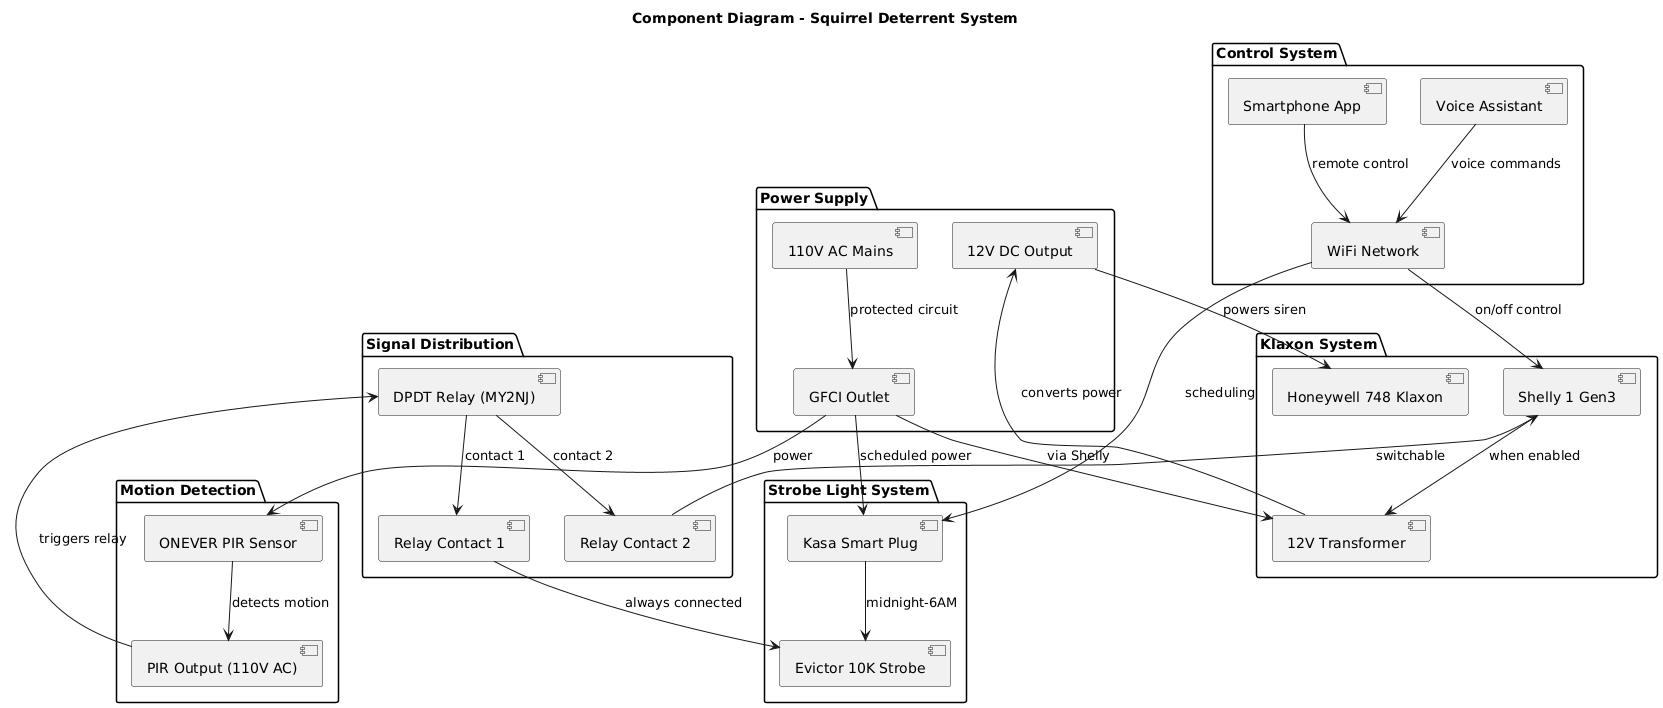 Component Diagram - Squirrel Deterrent System
Control System
Smartphone App
Voice Assistant
remote control
voice commands
WiFi Network
Power Supply
110V AC Mains
12V DC Output
protected circuit
powers siren
on/off control
GFCI Outlet
converts power
scheduling
Signal Distribution
DPDT Relay (MY2NJ)
contact 1
contact 2
power
scheduled power
via Shelly
Relay Contact 1
Relay Contact 2
Klaxon System
Honeywell 748 Klaxon
Shelly 1 Gen3
switchable
when enabled
12V Transformer
Motion Detection
ONEVER PIR Sensor
triggers relay
detects motion
PIR Output (110V AC)
always connected
Strobe Light System
Kasa Smart Plug
midnight-6AM
Evictor 10K Strobe